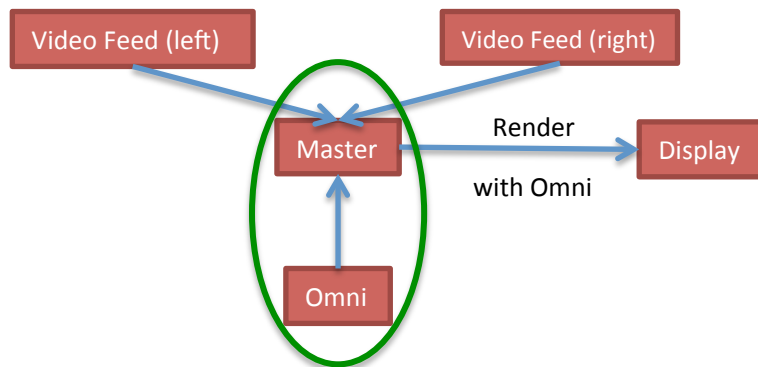 Video Feed (left)
Video Feed (right)
Master
Render
with Omni
Display
Omni